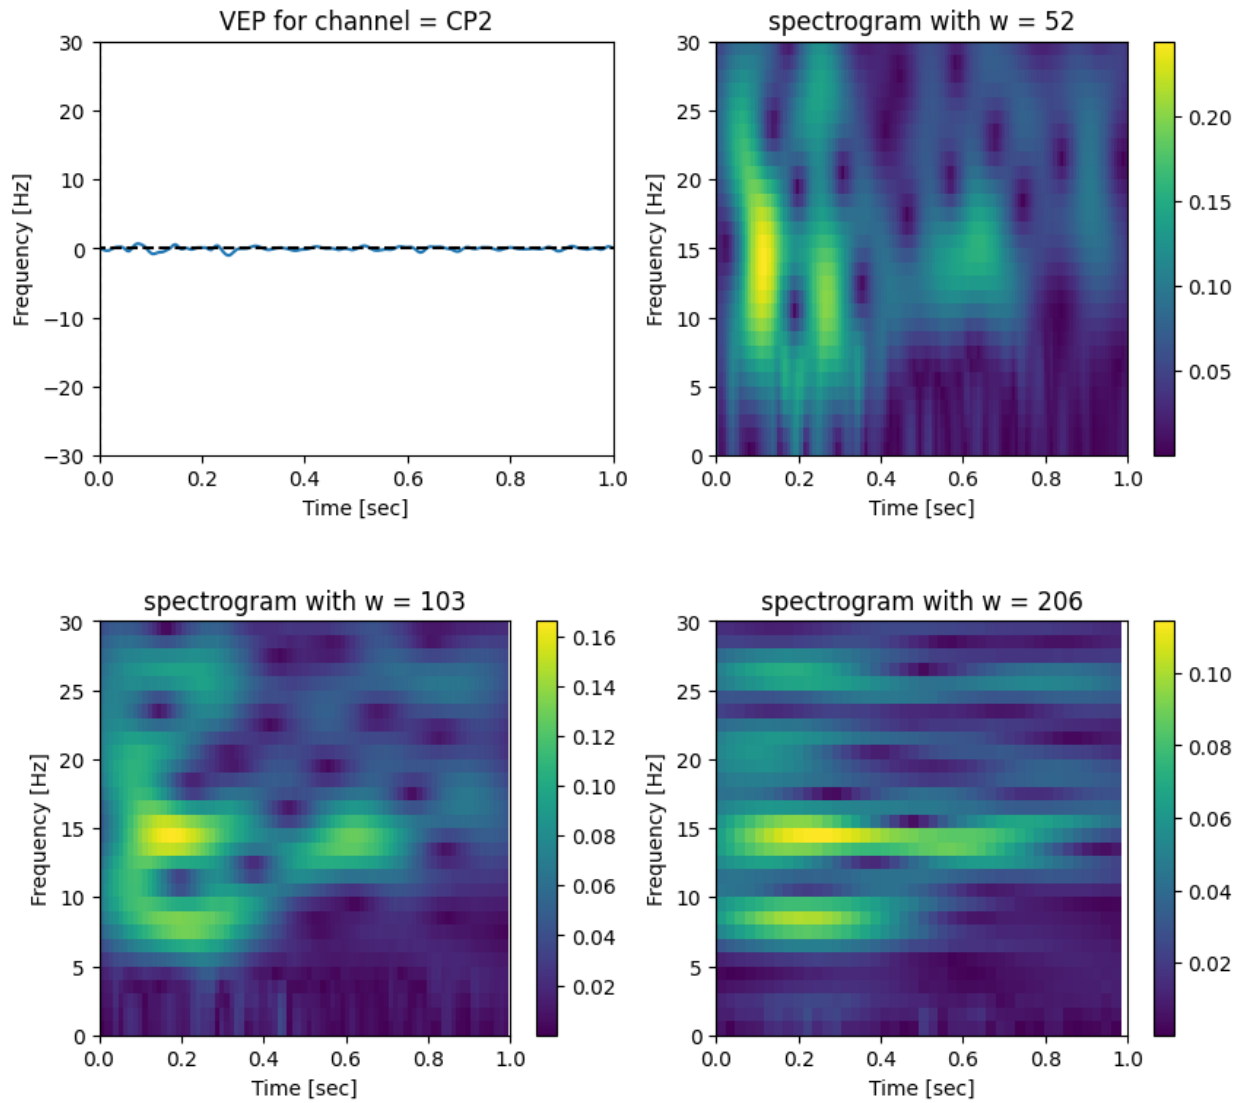 VEP for channel = CP2
30
20
10
0
−10
−20
−30
Frequency [Hz]
0.0 0.2 0.4 0.6 0.8 1.0
Time [sec]
spectrogram with w = 52
30
25
20
15
10
5
0
Frequency [Hz]
0.0 0.2 0.4 0.6 0.8 1.0
Time [sec]
0.20
0.15
0.10
0.05
spectrogram with w = 103
30
25
20
15
10
5
0
Frequency [Hz]
0.0 0.2 0.4 0.6 0.8 1.0
Time [sec]
0.16
0.14
0.12
0.10
0.08
0.06
0.04
0.02
spectrogram with w = 206
30
25
20
15
10
5
0
Frequency [Hz]
0.0 0.2 0.4 0.6 0.8 1.0
Time [sec]
0.10
0.08
0.06
0.04
0.02